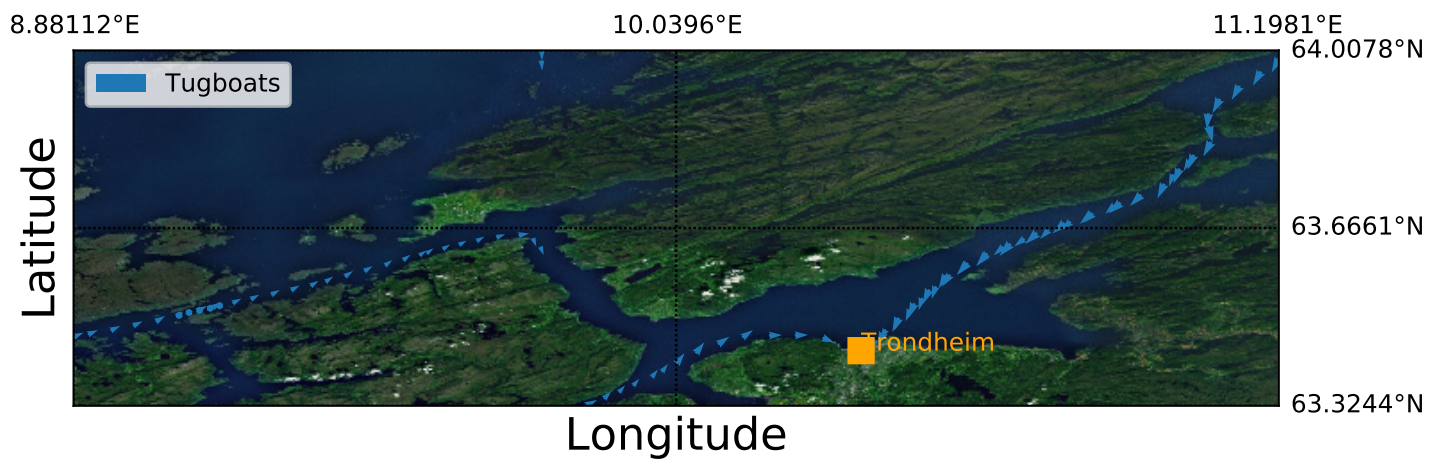 8.88112°E 10.0396°E 11.1981°E
64.0078°N
Tugboats
Latitude
63.6661°N
Trondheim
63.3244°N
Longitude